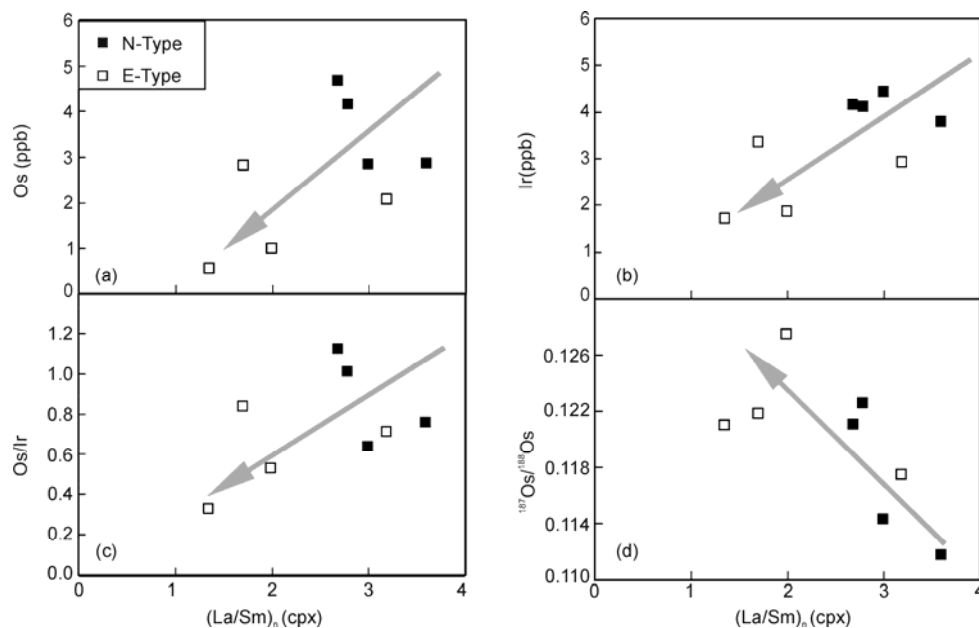 6
5
4
3
2
1
0
Os (ppb)
N-Type
E-Type
(a)
6
5
4
3
2
1
0
Ir(ppb)
(b)
1.2
1.0
0.8
0.6
0.4
0.2
0.0
Os/Ir
(c)
0 1 2 3 4
(La/Sm)ₙ (cpx)
0.126
0.122
0.118
0.114
0.110
¹⁸⁷Os/¹⁸⁸Os
(d)
0 1 2 3 4
(La/Sm)ₙ (cpx)